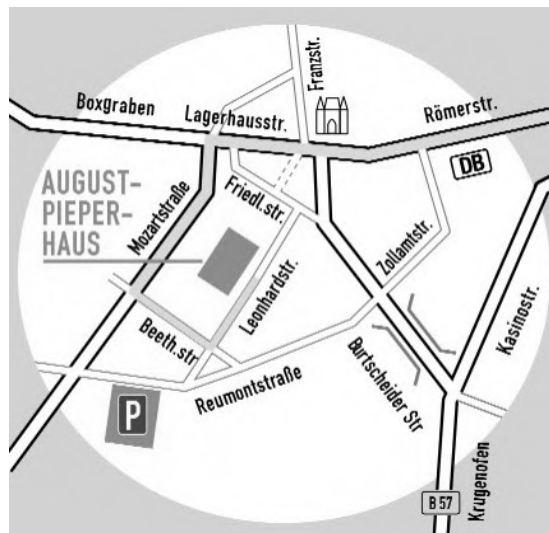 Franzstr.
Boxgraben
Lagerhausstr.
Römerstr.
DB
AUGUST-
PIEPER-
HAUS
Mozartstraße
Friedl.str.
Leonhardstr.
Zollamtstr.
Kasinostr.
Beeth.str
Reumontstraße
Burtscheider Str
P
B 57
Krugenofen